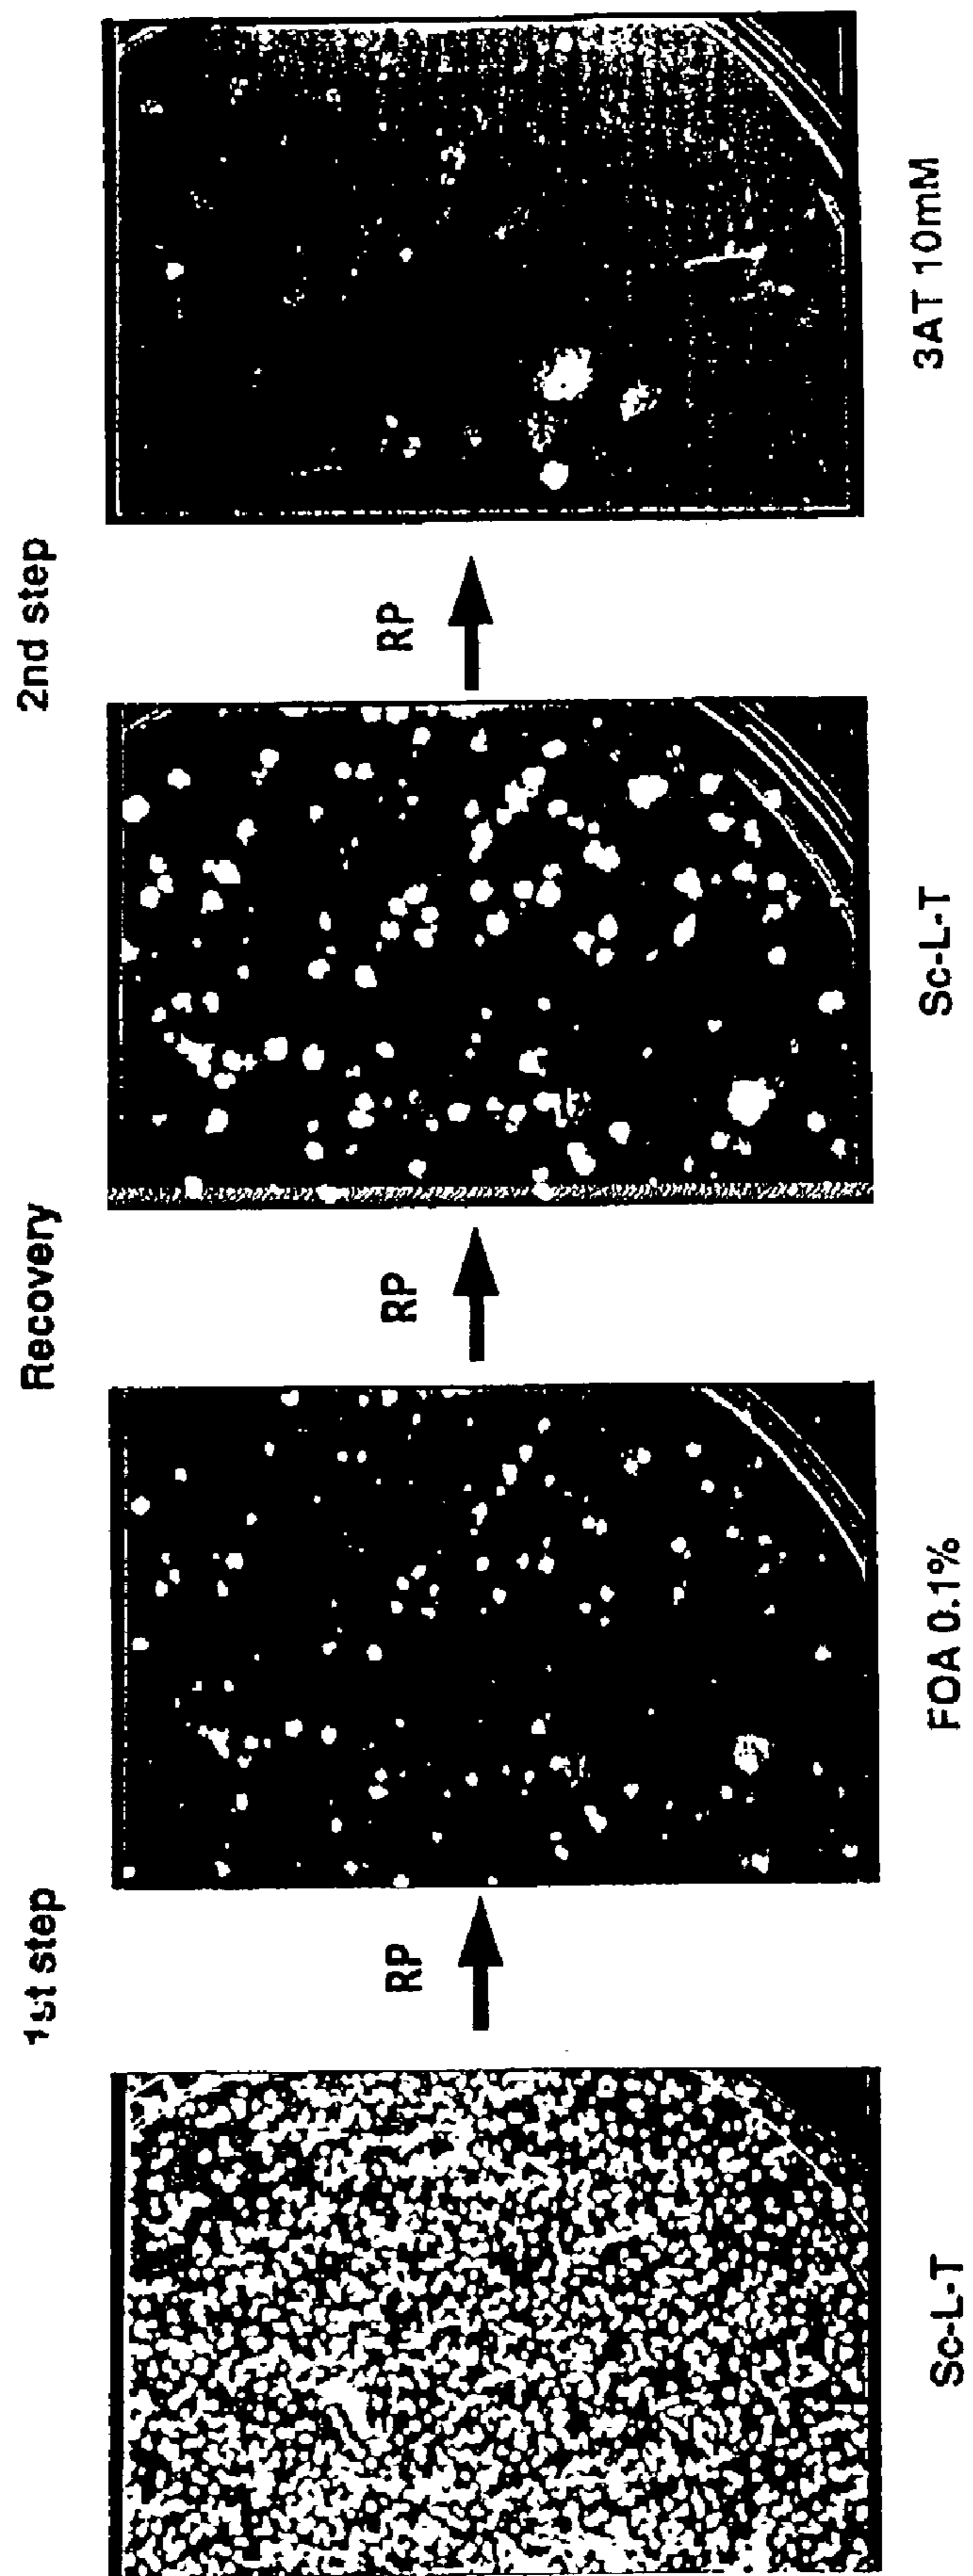 1st step
Recovery
2nd step
RP
RP
RP
Sc-L-T
FOA 0.1%
Sc-L-T
3AT 10mM